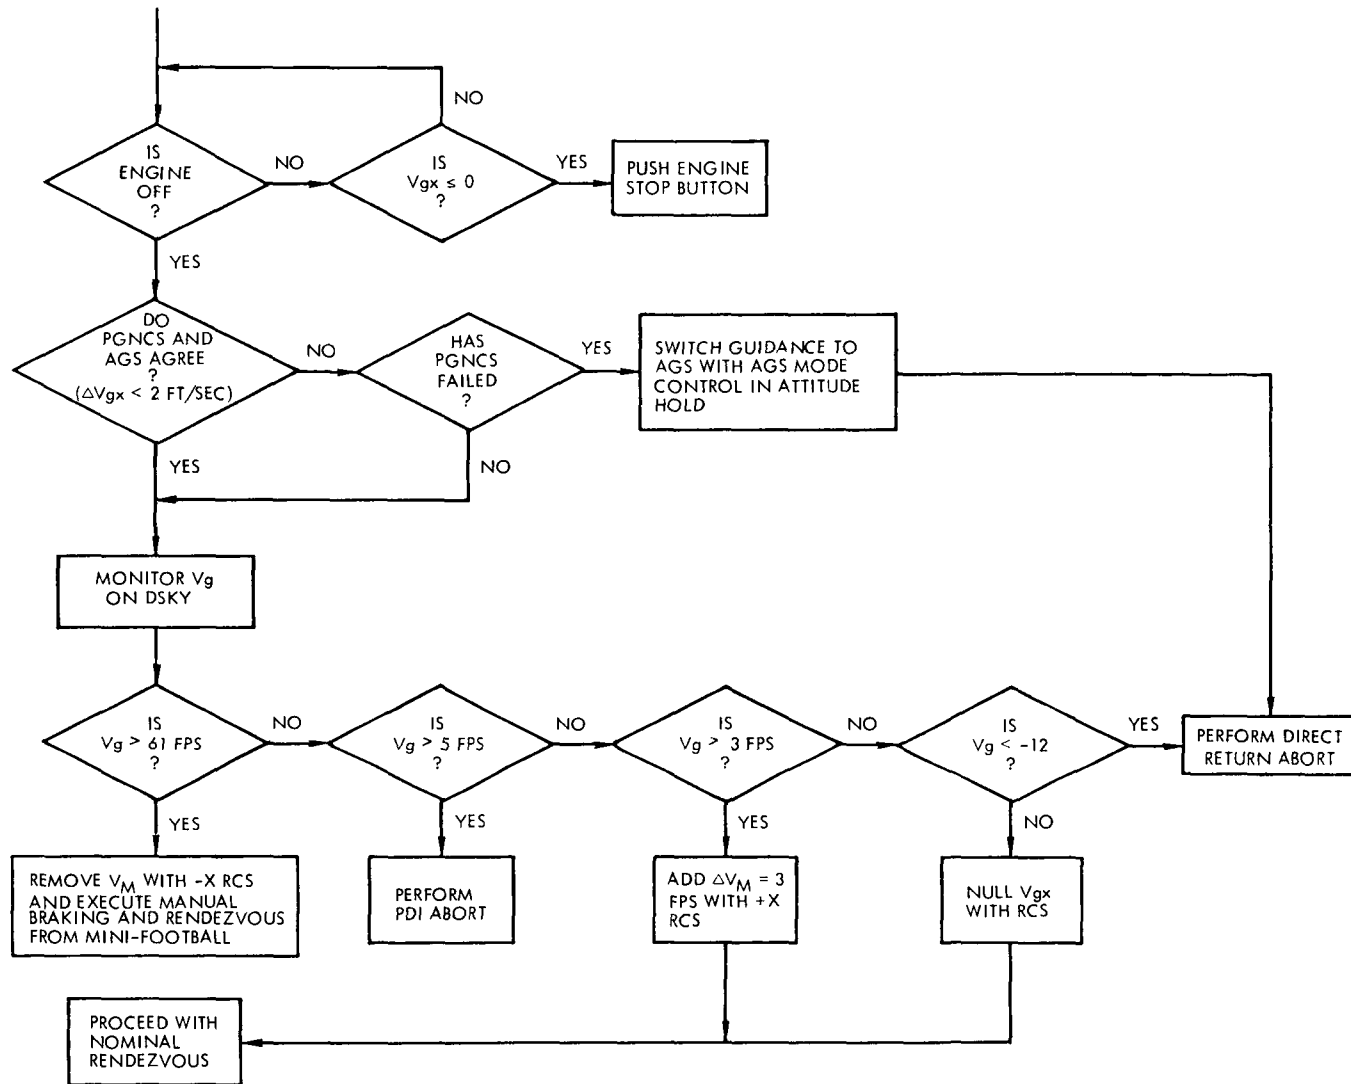 NO
IS
ENGINE
OFF
?
NO
IS
Vgx ≤ 0
?
YES
PUSH ENGINE
STOP BUTTON
YES
DO
PGNCS AND
AGS AGREE
?
(ΔVgx < 2 FT/SEC)
NO
HAS
PGNCS
FAILED
?
YES
SWITCH GUIDANCE TO
AGS WITH AGS MODE
CONTROL IN ATTITUDE
HOLD
YES
NO
MONITOR Vg
ON DSKY
IS
Vg > 61 FPS
?
NO
IS
Vg > 5 FPS
?
NO
IS
Vg > 3 FPS
?
NO
IS
Vg < -12
?
YES
PERFORM DIRECT
RETURN ABORT
YES
YES
YES
NO
REMOVE VM WITH -X RCS
AND EXECUTE MANUAL
BRAKING AND RENDEZVOUS
FROM MINI-FOOTBALL
PERFORM
PDI ABORT
ADD ΔVM = 3
FPS WITH +X
RCS
NULL Vgx
WITH RCS
PROCEED WITH
NOMINAL
RENDEZVOUS